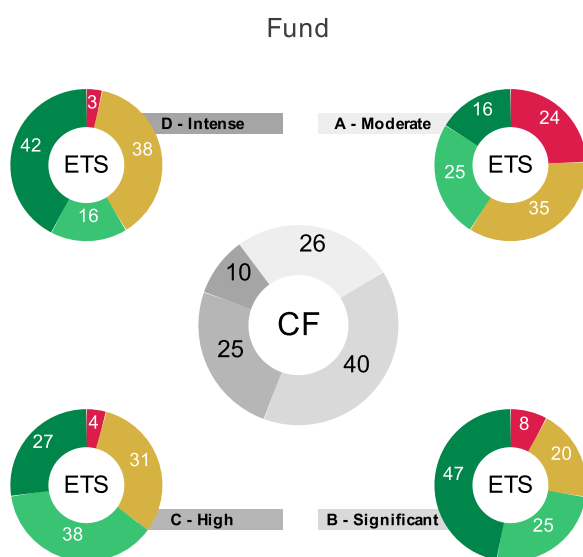 Fund
3
D - Intense
A - Moderate
16
24
42
38
ETS
ETS
25
16
35
26
10
CF
25
40
4
8
27
31
20
47
ETS
ETS
38
25
C - High
B - Significant